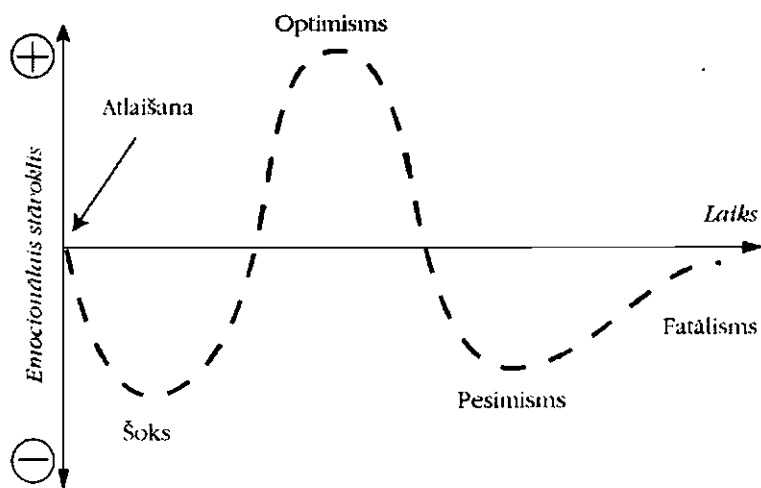 Optimisms
Atlaišana
Emocionālais stāvoklis
Laiks
Fatālisms
Pesimisms
Šoks